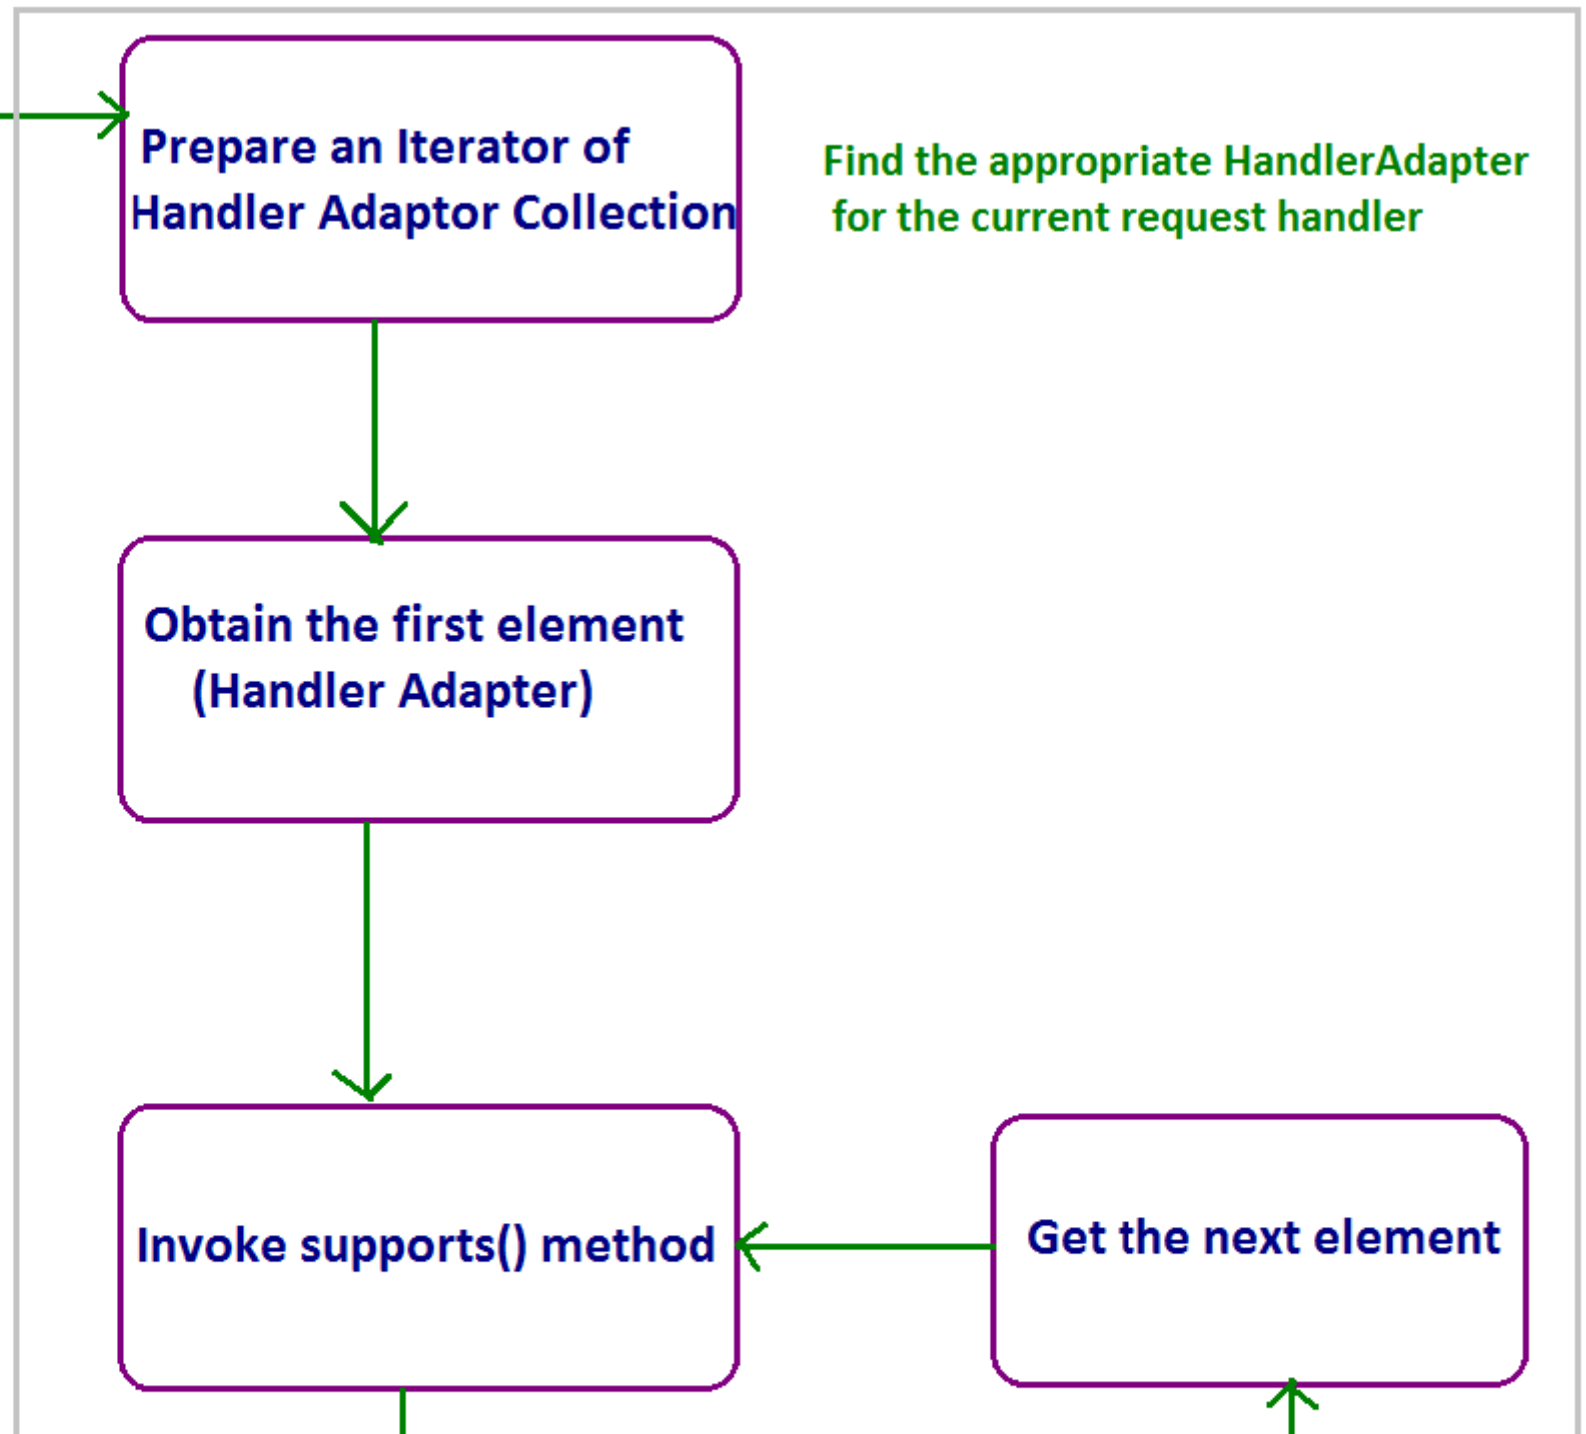 Prepare an Iterator of
Handler Adaptor Collection
Find the appropriate HandlerAdapter
for the current request handler
Obtain the first element
(Handler Adapter)
Invoke supports() method
Get the next element